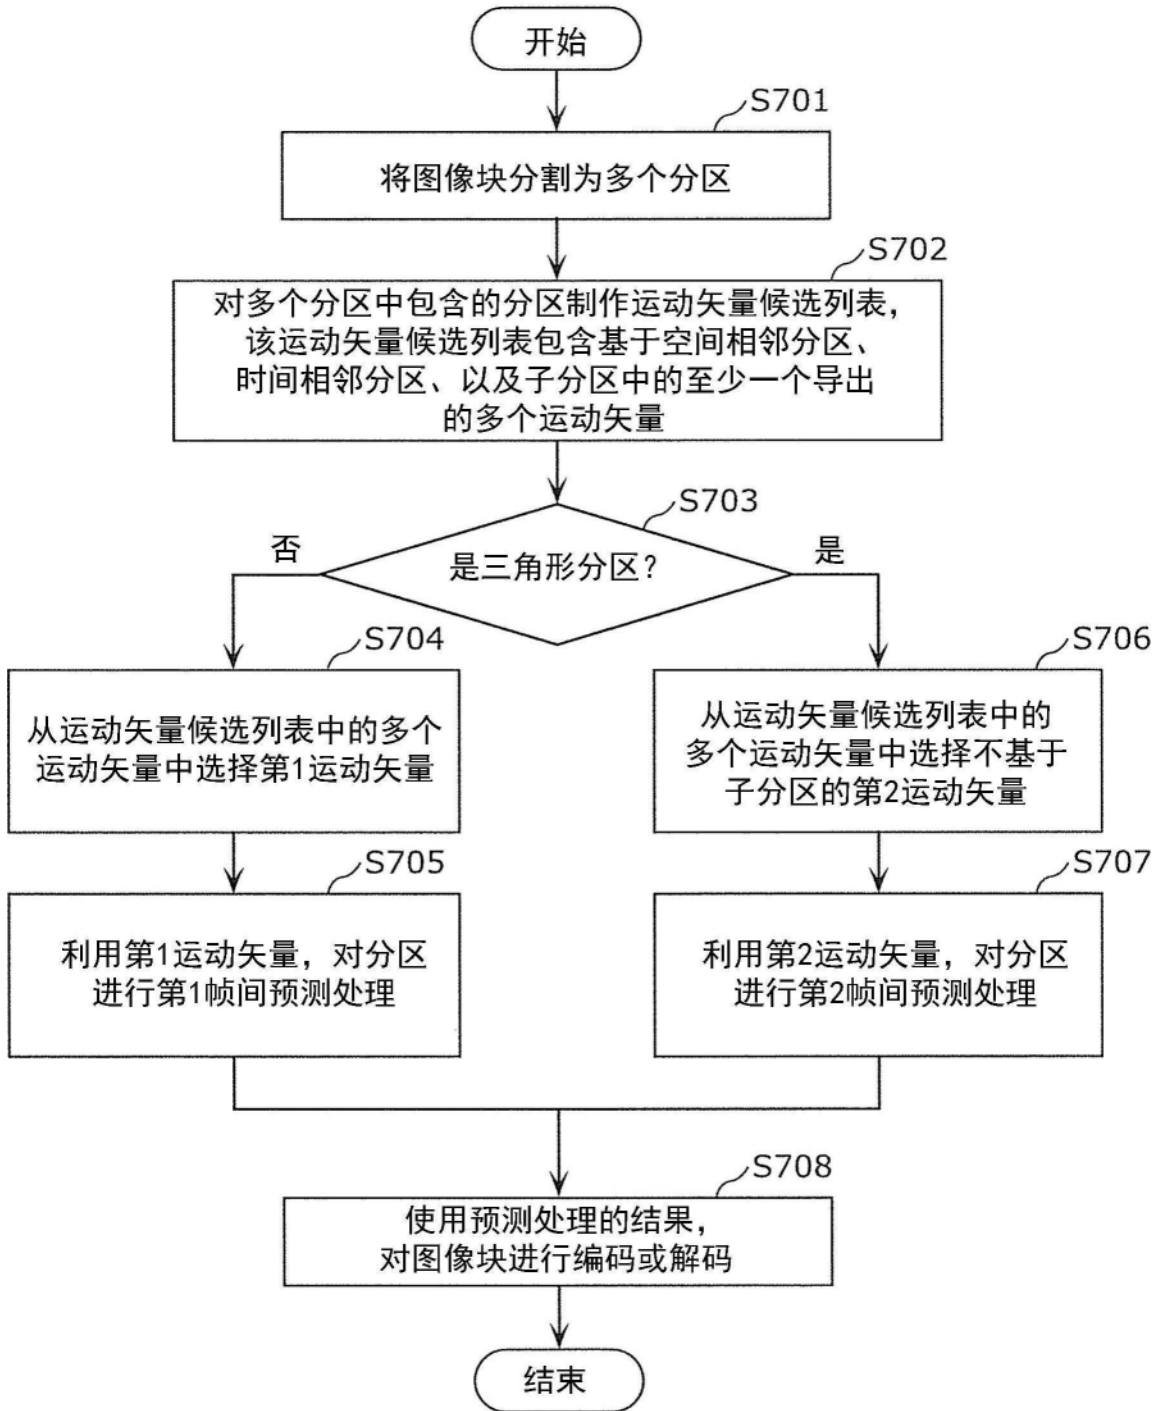 开始
S701
将图像块分割为多个分区
S702
对多个分区中包含的分区制作运动矢量候选列表，
该运动矢量候选列表包含基于空间相邻分区、
时间相邻分区、以及子分区中的至少一个导出
的多个运动矢量
S703
是三角形分区？
否
是
S704
从运动矢量候选列表中的多个
运动矢量中选择第1运动矢量
S706
从运动矢量候选列表中的
多个运动矢量中选择不基于
子分区的第2运动矢量
S705
利用第1运动矢量，对分区
进行第1帧间预测处理
S707
利用第2运动矢量，对分区
进行第2帧间预测处理
S708
使用预测处理的结果，
对图像块进行编码或解码
结束